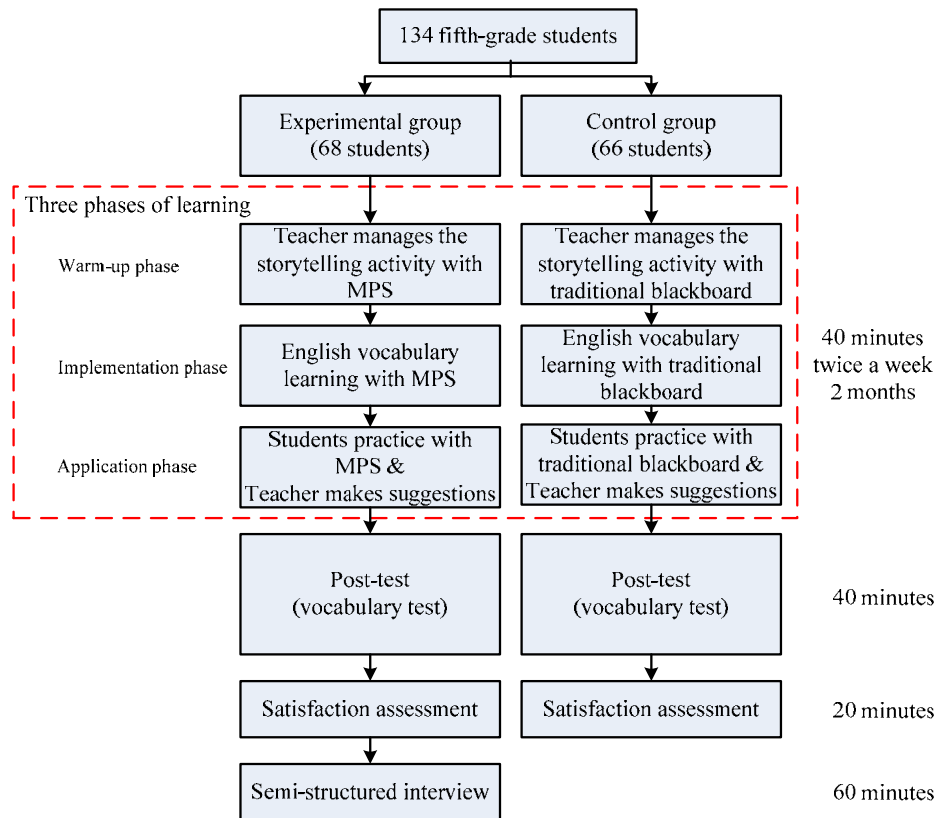 134 fifth-grade students
Experimental group
(68 students)
Control group
(66 students)
Three phases of learning
Warm-up phase
Teacher manages the
storytelling activity with
MPS
Teacher manages the
storytelling activity with
traditional blackboard
Implementation phase
English vocabulary
learning with MPS
English vocabulary
learning with traditional
blackboard
40 minutes
twice a week
2 months
Application phase
Students practice with
MPS &
Teacher makes suggestions
Students practice with
traditional blackboard &
Teacher makes suggestions
Post-test
(vocabulary test)
Post-test
(vocabulary test)
40 minutes
Satisfaction assessment
Satisfaction assessment
20 minutes
Semi-structured interview
60 minutes